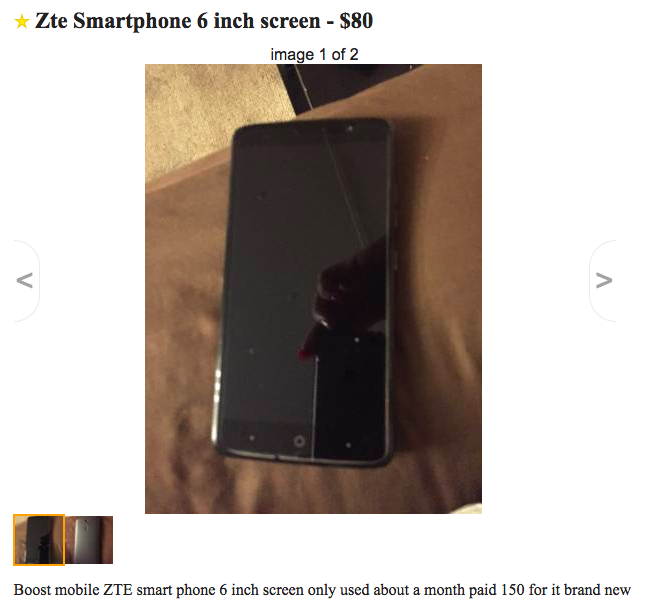 ★ Zte Smartphone 6 inch screen - $80
image 1 of 2
< >
Boost mobile ZTE smart phone 6 inch screen only used about a month paid 150 for it brand new